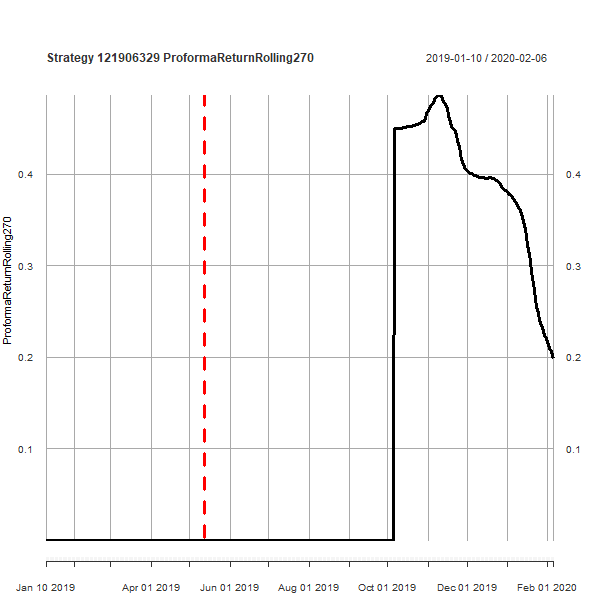 Strategy 121906329 ProformaReturnRolling270
2019-01-10 / 2020-02-06
ProformaReturnRolling270
0.4
0.3
0.2
0.1
0.4
0.3
0.2
0.1
Jan 10 2019
Apr 01 2019
Jun 01 2019
Aug 01 2019
Oct 01 2019
Dec 01 2019
Feb 01 2020